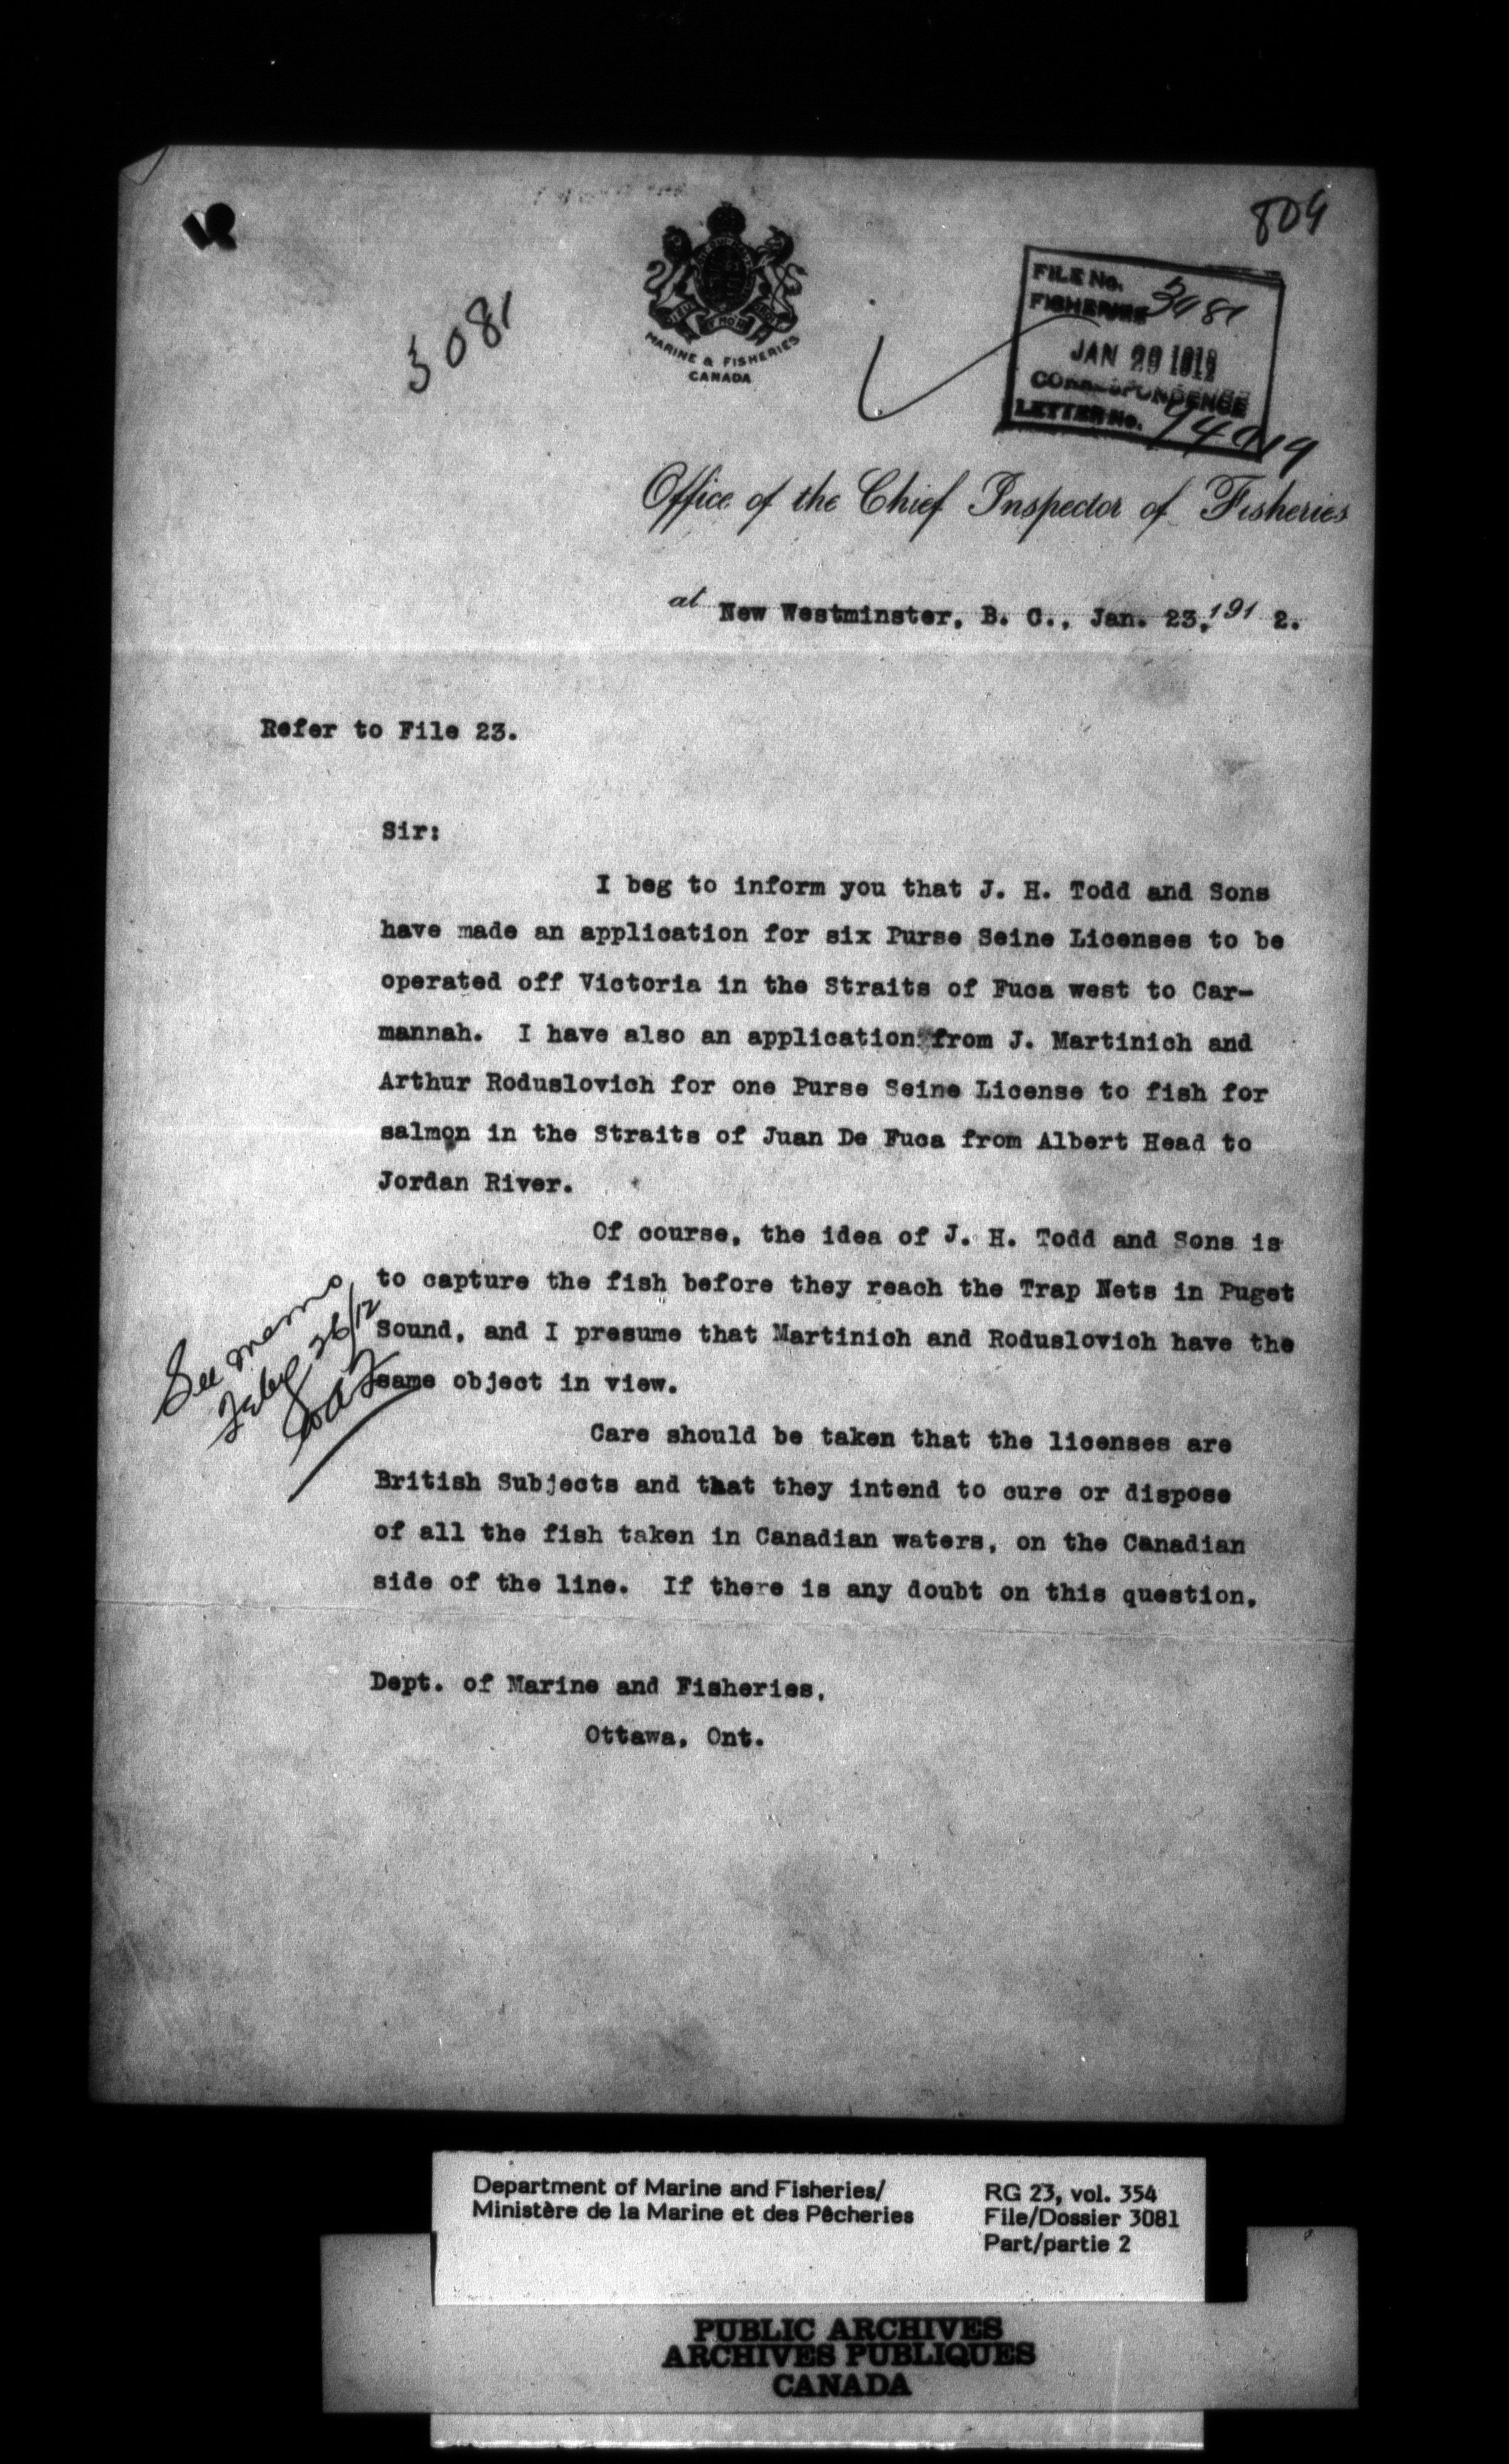 809
3081
MARINE & FISHERIES
CANADA
FILE No. 3081
FISHERIES
JAN 29 1912
CORRESPONDENCE
LETTER No.
Office of the Chief Inspector of Fisheries
at New Westminster, B. C., Jan. 23, 191 2.
Refer to File 23.
Sir:
I beg to inform you that J. H. Todd and Sons
have made an application for six Purse Seine Licenses to be
operated off Victoria in the Straits of Fuca west to Car-
mannah. I have also an application from J. Martinich and
Arthur Roduslovich for one Purse Seine License to fish for
salmon in the Straits of Juan De Fuca from Albert Head to
Jordan River.
Of course, the idea of J. H. Todd and Sons is
to capture the fish before they reach the Trap Nets in Puget
Sound, and I presume that Martinich and Roduslovich have the
same object in view.
See memo
Feby 26/12
Care should be taken that the licenses are
British Subjects and that they intend to cure or dispose
of all the fish taken in Canadian waters, on the Canadian
side of the line. If there is any doubt on this question,
Dept. of Marine and Fisheries,
Ottawa, Ont.
Department of Marine and Fisheries/
Ministère de la Marine et des Pêcheries
RG 23, vol. 354
File/Dossier 3081
Part/partie 2
PUBLIC ARCHIVES
ARCHIVES PUBLIQUES
CANADA